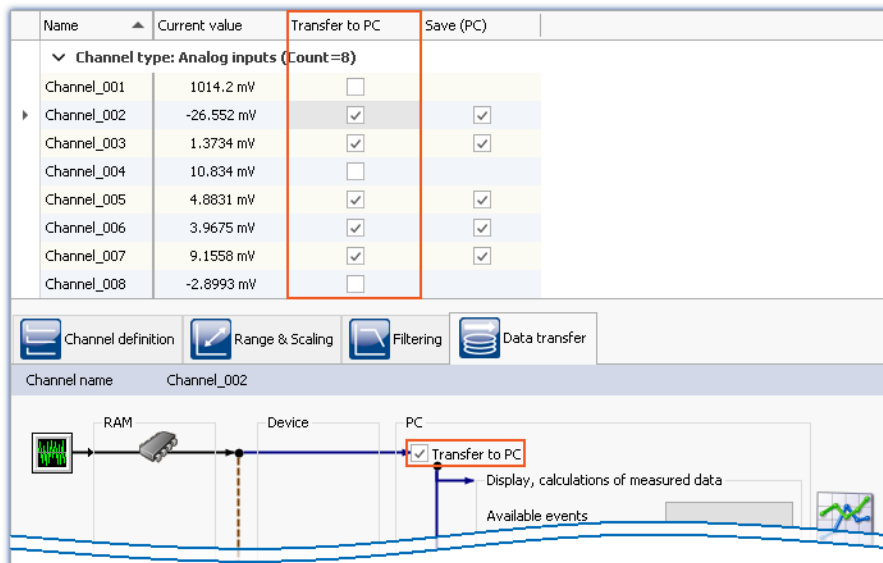 Name Current value Transfer to PC Save (PC)
Channel type: Analog inputs (Count=8)
Channel_001 1014.2 mV
Channel_002 -26.552 mV
Channel_003 1.3734 mV
Channel_004 10.834 mV
Channel_005 4.8831 mV
Channel_006 3.9675 mV
Channel_007 9.1558 mV
Channel_008 -2.8993 mV
Channel definition Range & Scaling Filtering Data transfer
Channel name Channel_002
RAM Device PC
Transfer to PC
Display, calculations of measured data
Available events